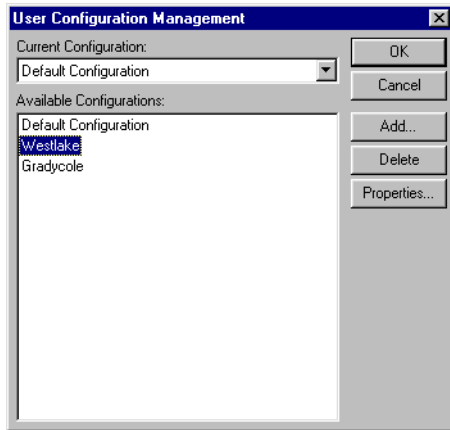 User Configuration Management
Current Configuration:
Default Configuration
Available Configurations:
Default Configuration
Westlake
Gradycole
OK
Cancel
Add...
Delete
Properties...